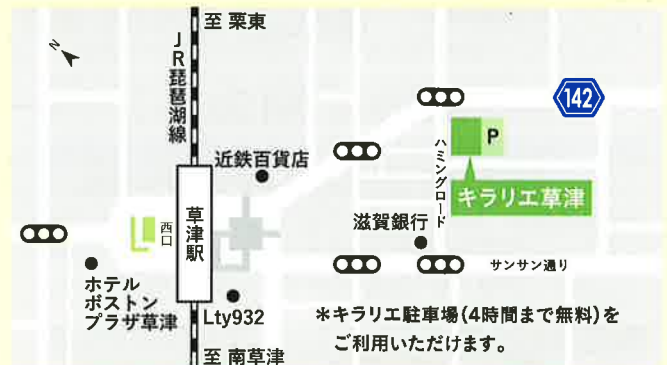 至 栗東
N
JR琵琶湖線
142
近鉄百貨店
P
ハミングロード
キラリエ草津
草津駅
西口
滋賀銀行
サンサン通り
ホテル
ボストン
プラザ草津
Lty932
＊キラリエ駐車場(4時間まで無料)を
ご利用いただけます。
至 南草津